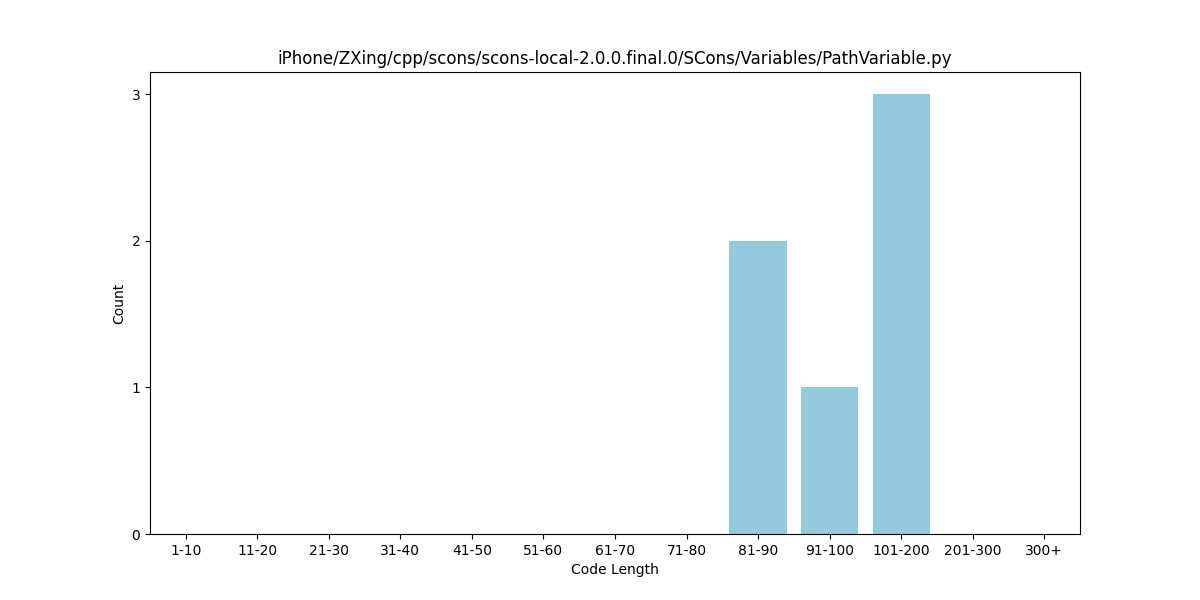 iPhone/ZXing/cpp/scons/scons-local-2.0.0.final.0/SCons/Variables/PathVariable.py
3
2
1
0
Count
1-10 11-20 21-30 31-40 41-50 51-60 61-70 71-80 81-90 91-100 101-200 201-300 300+
Code Length